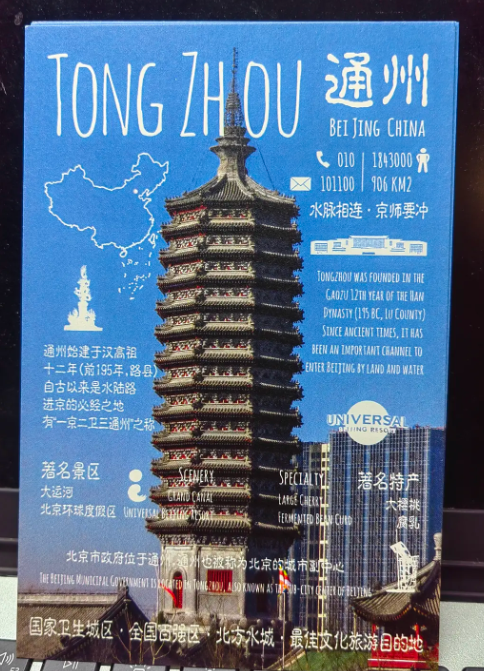 TONG ZHOU
通州
BEI JING CHINA
010 1843000
101100 906 KM2
水脉相连·京师要冲
TONGZHOU WAS FOUNDED IN THE
GAOZU 12TH YEAR OF THE HAN
DYNASTY (195 BC, LU COUNTY)
SINCE ANCIENT TIMES, IT HAS
BEEN AN IMPORTANT CHANNEL TO
ENTER BEIJING BY LAND AND WATER
通州始建于汉高祖
十二年(前195年,路县)
自古以来是水陆路
进京的必经之地
有“一京二卫三通州”之称
UNIVERSAL
BEIJING RESORT
著名景区
大运河
北京环球度假区
SCENERY
GRAND CANAL
UNIVERSAL BEIJING RESORT
SPECIALTY
LARGE CHERRY
FERMENTED BEAN CURD
著名特产
大樱桃
腐乳
北京市政府位于通州,通州也被称为北京的城市副中心
THE BEIJING MUNICIPAL GOVERNMENT IS LOCATED IN TONGZHOU, ALSO KNOWN AS THE SUB-CITY CENTER OF BEIJING
国家卫生城区·全国百强区·北方水城·最佳文化旅游目的地